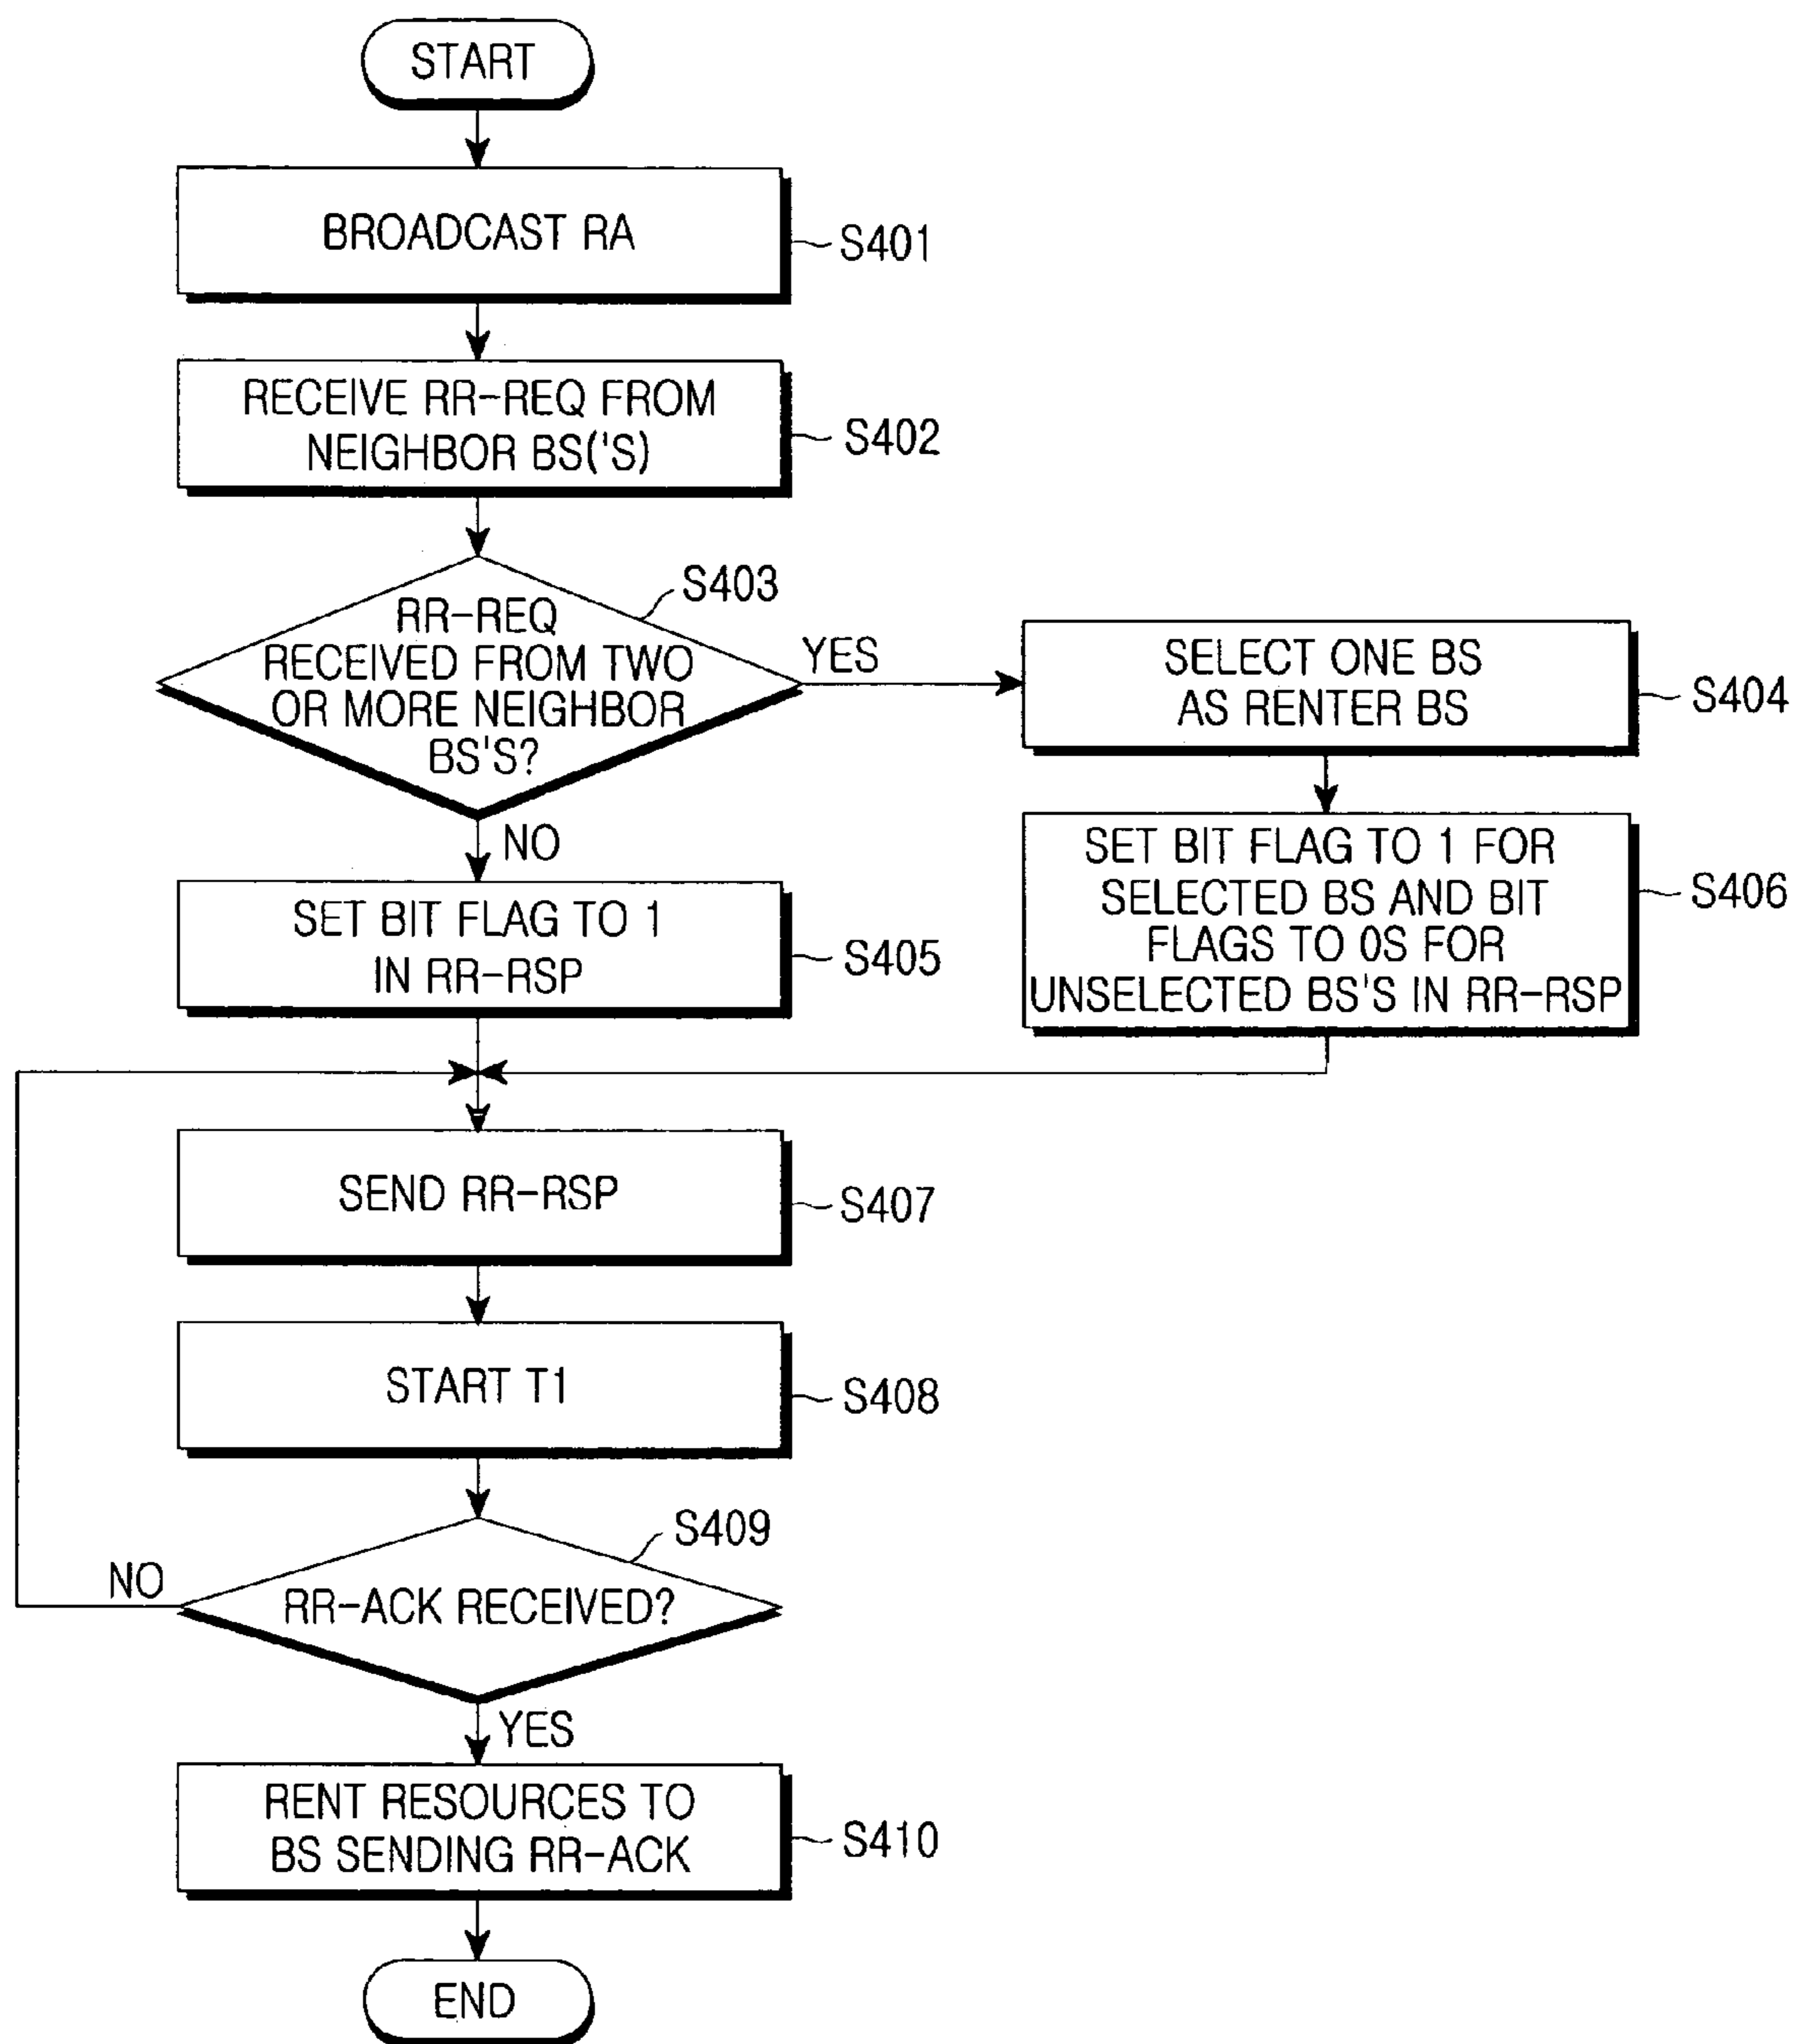 START
BROADCAST RA
S401
RECEIVE RR-REQ FROM
NEIGHBOR BS('S)
S402
S403
RR-REQ
RECEIVED FROM TWO
OR MORE NEIGHBOR
BS'S?
YES
SELECT ONE BS
AS RENTER BS
S404
NO
SET BIT FLAG TO 1
IN RR-RSP
S405
SET BIT FLAG TO 1 FOR
SELECTED BS AND BIT
FLAGS TO 0S FOR
UNSELECTED BS'S IN RR-RSP
S406
SEND RR-RSP
S407
START T1
S408
S409
RR-ACK RECEIVED?
NO
YES
RENT RESOURCES TO
BS SENDING RR-ACK
S410
END